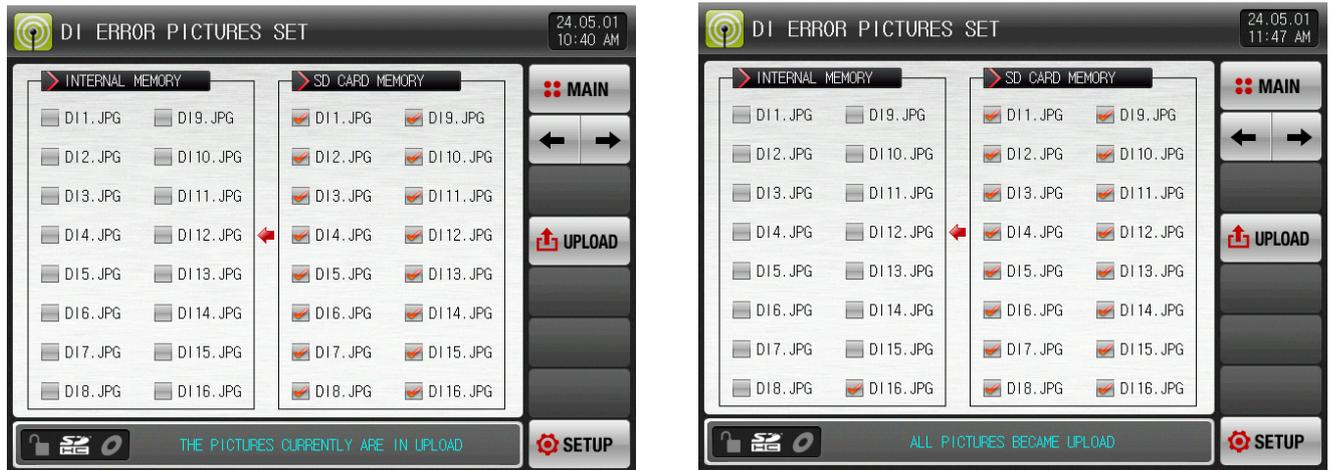 DI ERROR PICTURES SET
24.05.01
10:40 AM
INTERNAL MEMORY
SD CARD MEMORY
DI1.JPG DI9.JPG DI1.JPG DI9.JPG
DI2.JPG DI10.JPG DI2.JPG DI10.JPG
DI3.JPG DI11.JPG DI3.JPG DI11.JPG
DI4.JPG DI12.JPG DI4.JPG DI12.JPG
DI5.JPG DI13.JPG DI5.JPG DI13.JPG
DI6.JPG DI14.JPG DI6.JPG DI14.JPG
DI7.JPG DI15.JPG DI7.JPG DI15.JPG
DI8.JPG DI16.JPG DI8.JPG DI16.JPG
MAIN
UPLOAD
SD HC
THE PICTURES CURRENTLY ARE IN UPLOAD
SETUP
DI ERROR PICTURES SET
24.05.01
11:47 AM
INTERNAL MEMORY
SD CARD MEMORY
DI1.JPG DI9.JPG DI1.JPG DI9.JPG
DI2.JPG DI10.JPG DI2.JPG DI10.JPG
DI3.JPG DI11.JPG DI3.JPG DI11.JPG
DI4.JPG DI12.JPG DI4.JPG DI12.JPG
DI5.JPG DI13.JPG DI5.JPG DI13.JPG
DI6.JPG DI14.JPG DI6.JPG DI14.JPG
DI7.JPG DI15.JPG DI7.JPG DI15.JPG
DI8.JPG DI16.JPG DI8.JPG DI16.JPG
MAIN
UPLOAD
SD HC
ALL PICTURES BECAME UPLOAD
SETUP